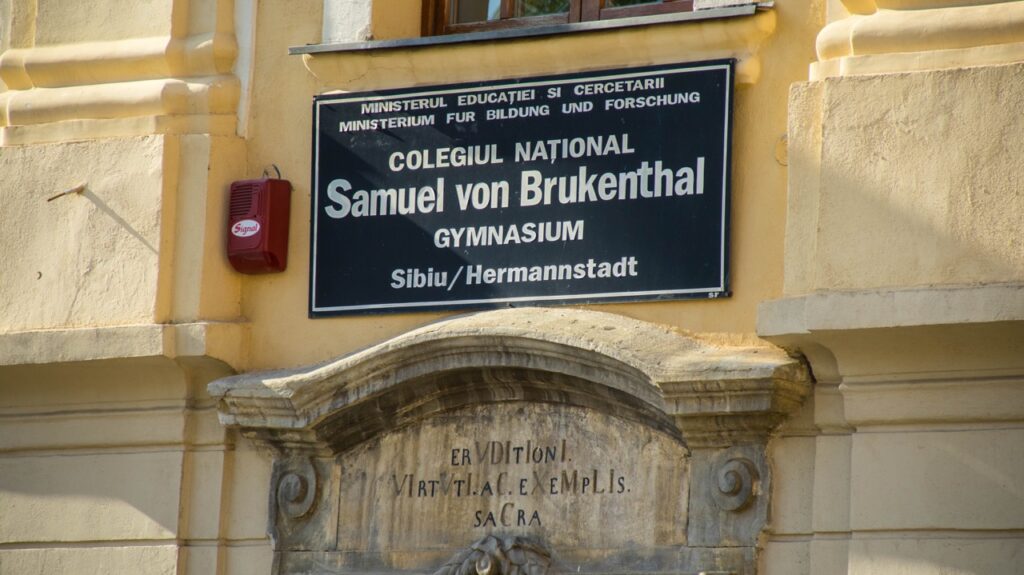 MINISTERUL EDUCAȚIEI SI CERCETARII
MINISTERIUM FUR BILDUNG UND FORSCHUNG
COLEGIUL NAȚIONAL
Samuel von Brukenthal
GYMNASIUM
Sibiu/Hermannstadt
Signal
erVDItIonI.
VIrtVtI.aC.eXeMpLIs.
saCra